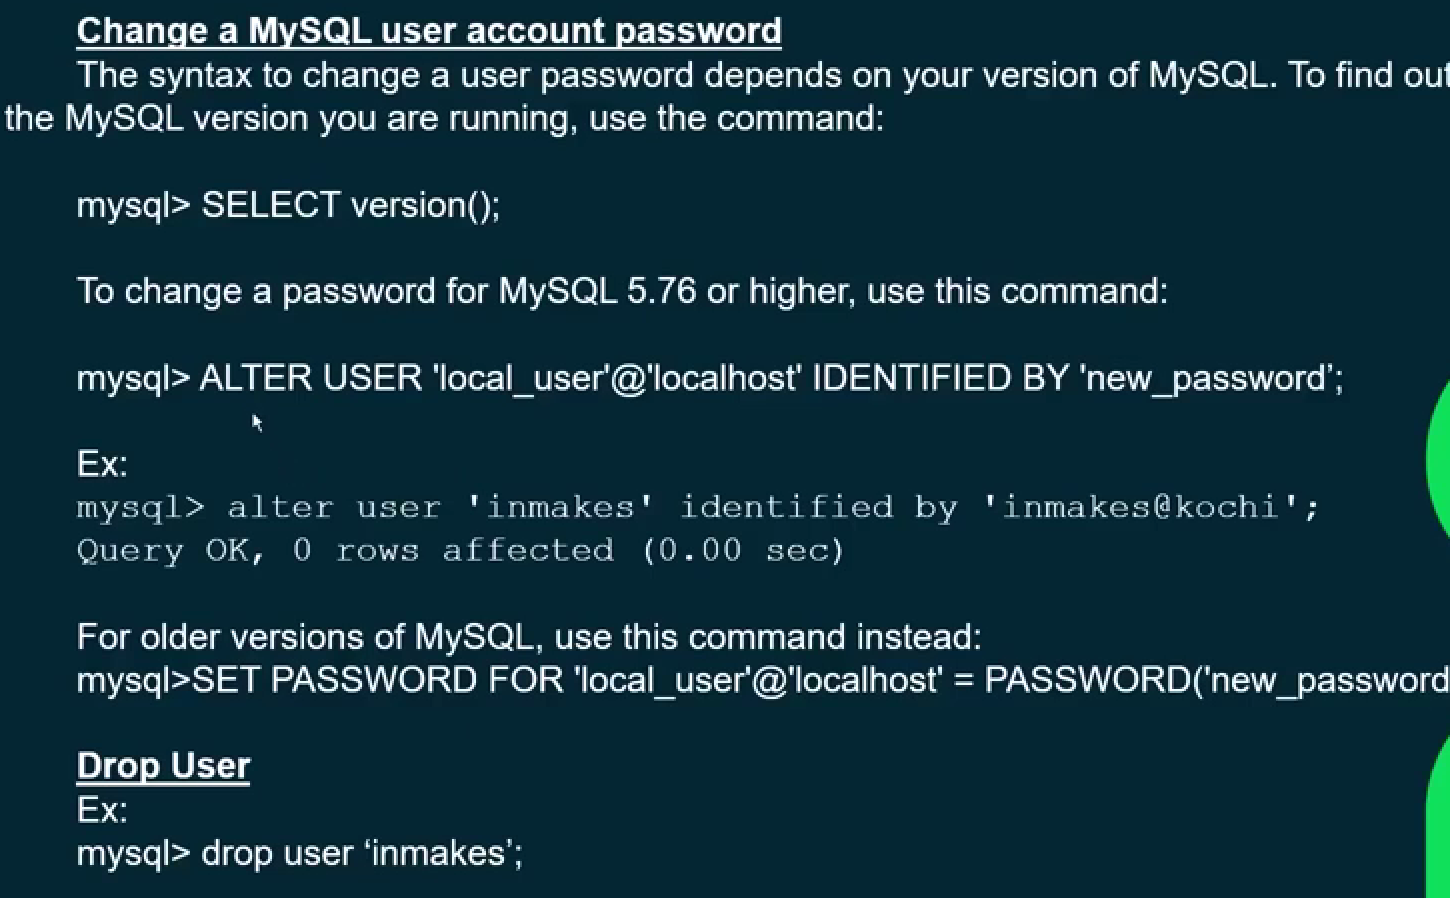 Change a MySQL user account password
The syntax to change a user password depends on your version of MySQL. To find out
the MySQL version you are running, use the command:
mysql> SELECT version();
To change a password for MySQL 5.76 or higher, use this command:
mysql> ALTER USER 'local_user'@'localhost' IDENTIFIED BY 'new_password’;
Ex:
mysql> alter user 'inmakes' identified by 'inmakes@kochi';
Query OK, 0 rows affected (0.00 sec)
For older versions of MySQL, use this command instead:
mysql>SET PASSWORD FOR 'local_user'@'localhost' = PASSWORD('new_password
Drop User
Ex:
mysql> drop user ‘inmakes’;